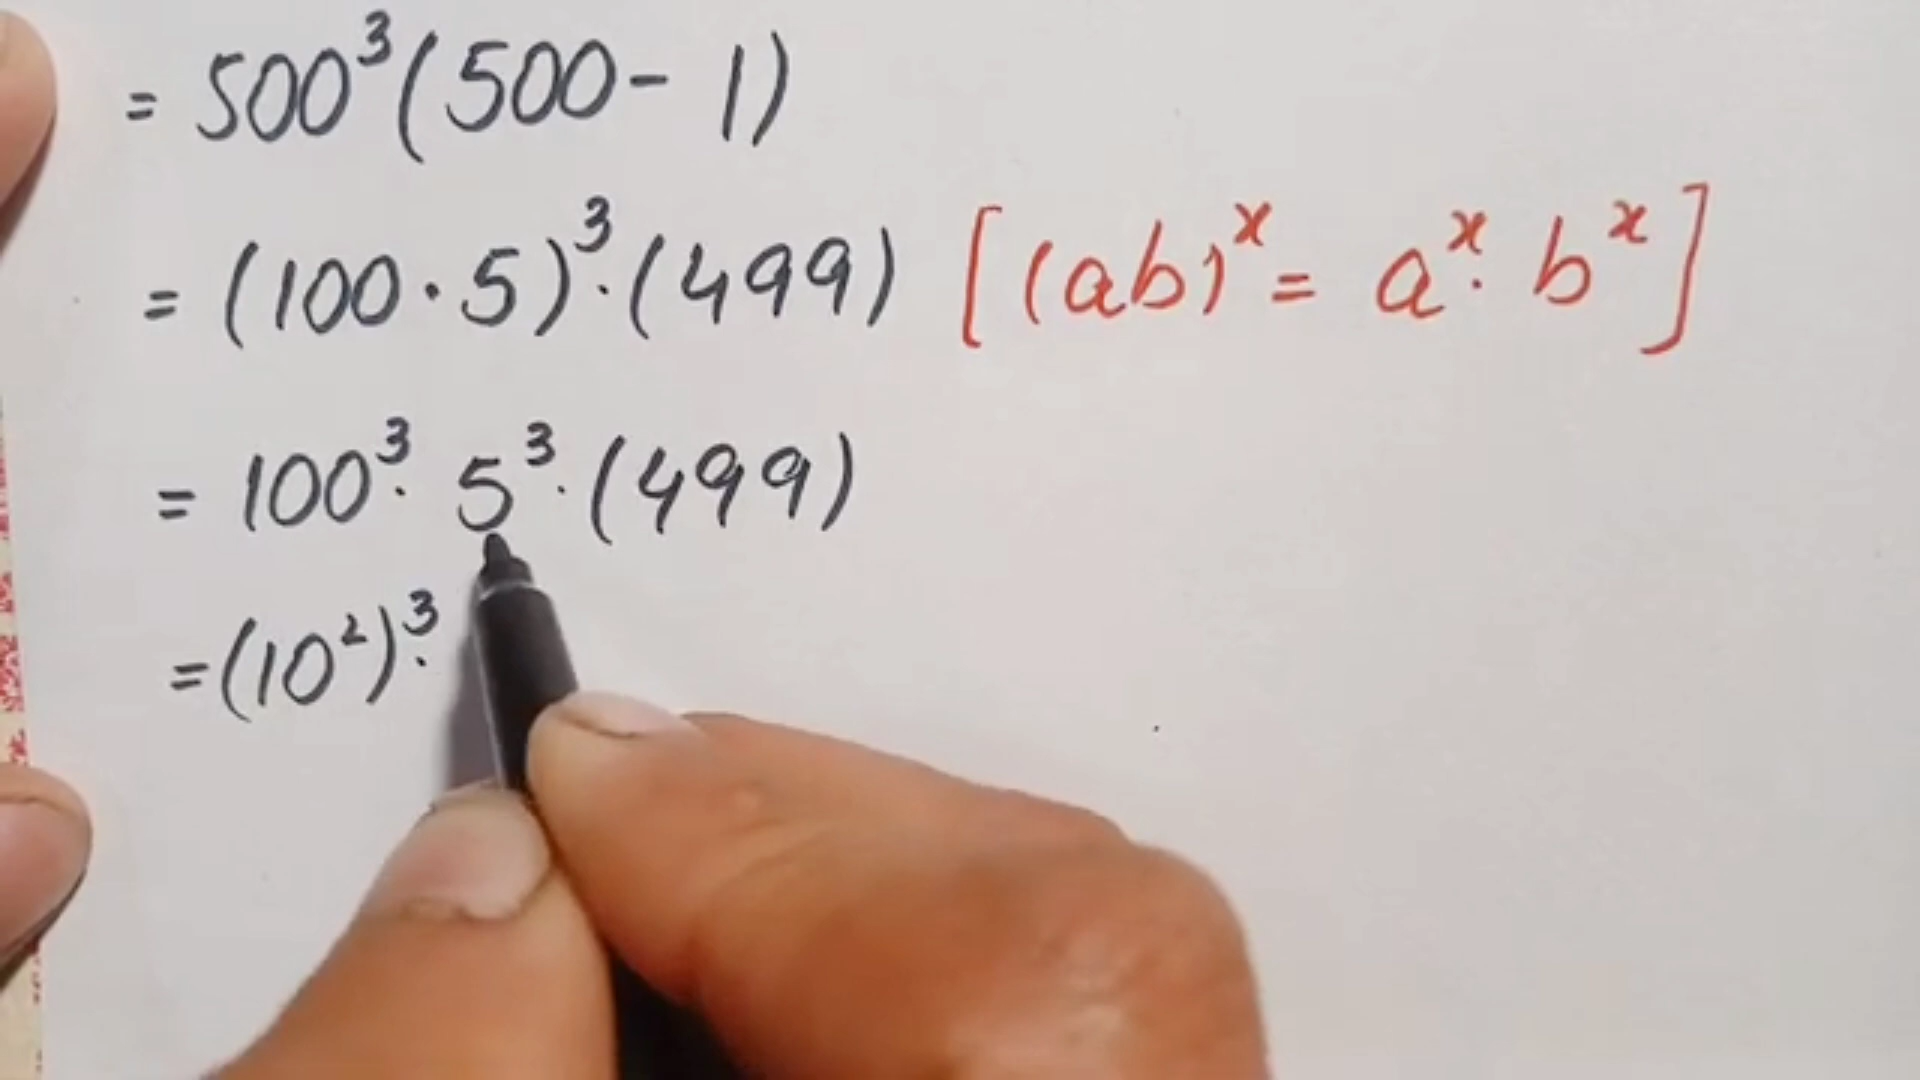 = 500³(500 - 1)
= (100 · 5)³ · (499) [(ab)ˣ = aˣ · bˣ]
= 100³ · 5³ · (499)
= (10²)³ ·